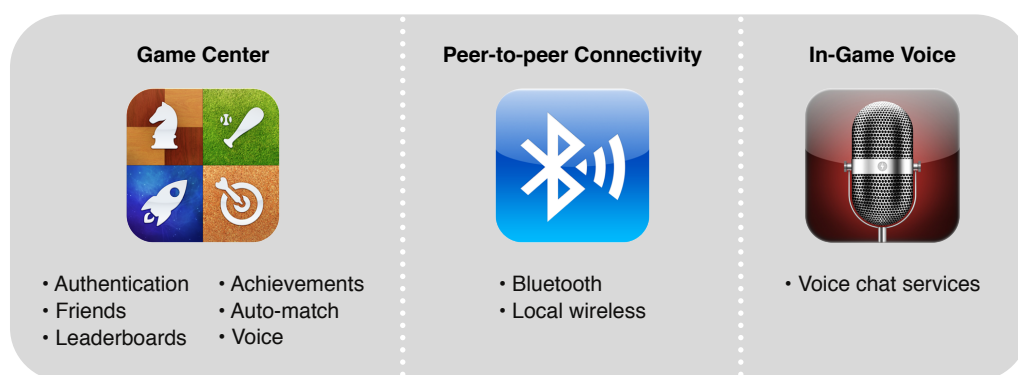 Game Center
• Authentication
• Friends
• Leaderboards
• Achievements
• Auto-match
• Voice
Peer-to-peer Connectivity
• Bluetooth
• Local wireless
In-Game Voice
• Voice chat services